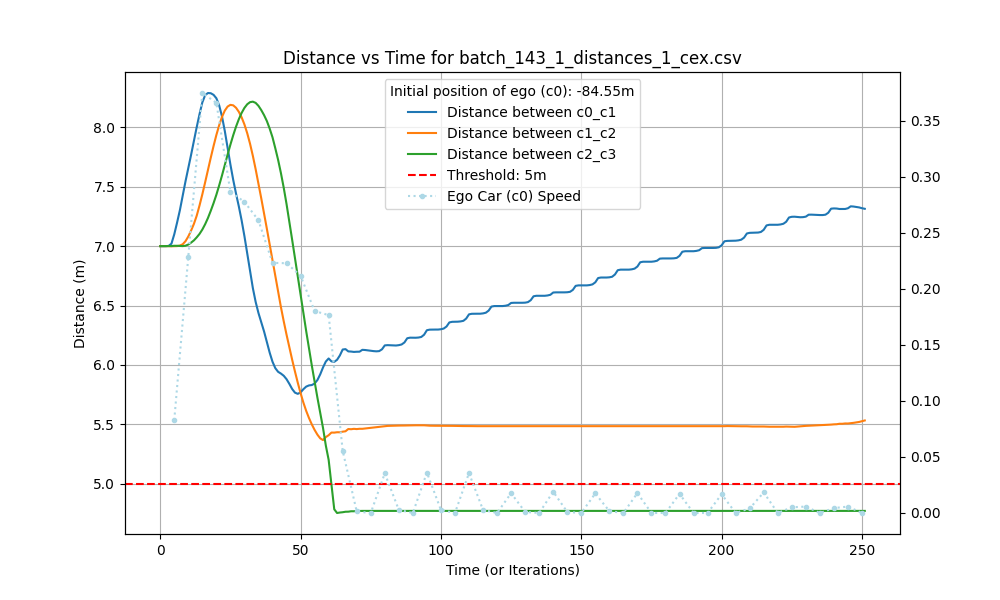 Distance vs Time for batch_143_1_distances_1_cex.csv
Initial position of ego (c0): -84.55m
Distance between c0_c1
Distance between c1_c2
Distance between c2_c3
Threshold: 5m
Ego Car (c0) Speed
Distance (m)
8.0
7.5
7.0
6.5
6.0
5.5
5.0
0.35
0.30
0.25
0.20
0.15
0.10
0.05
0.00
0 50 100 150 200 250
Time (or Iterations)